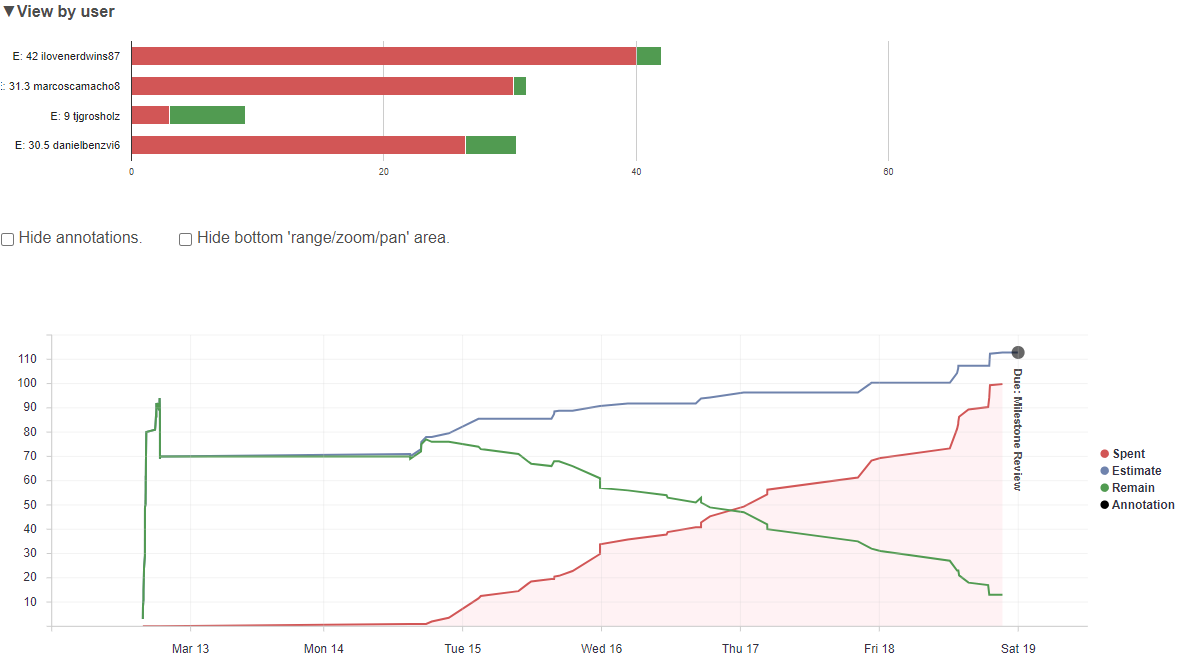 ▼View by user
E: 42 ilovenerdwins87
E: 31.3 marcoscamacho8
E: 9 tjgrosholz
E: 30.5 danielbenzvi6
0 20 40 60
Hide annotations. Hide bottom 'range/zoom/pan' area.
110
100
90
80
70
60
50
40
30
20
10
Due: Milestone Review
Spent
Estimate
Remain
Annotation
Mar 13 Mon 14 Tue 15 Wed 16 Thu 17 Fri 18 Sat 19